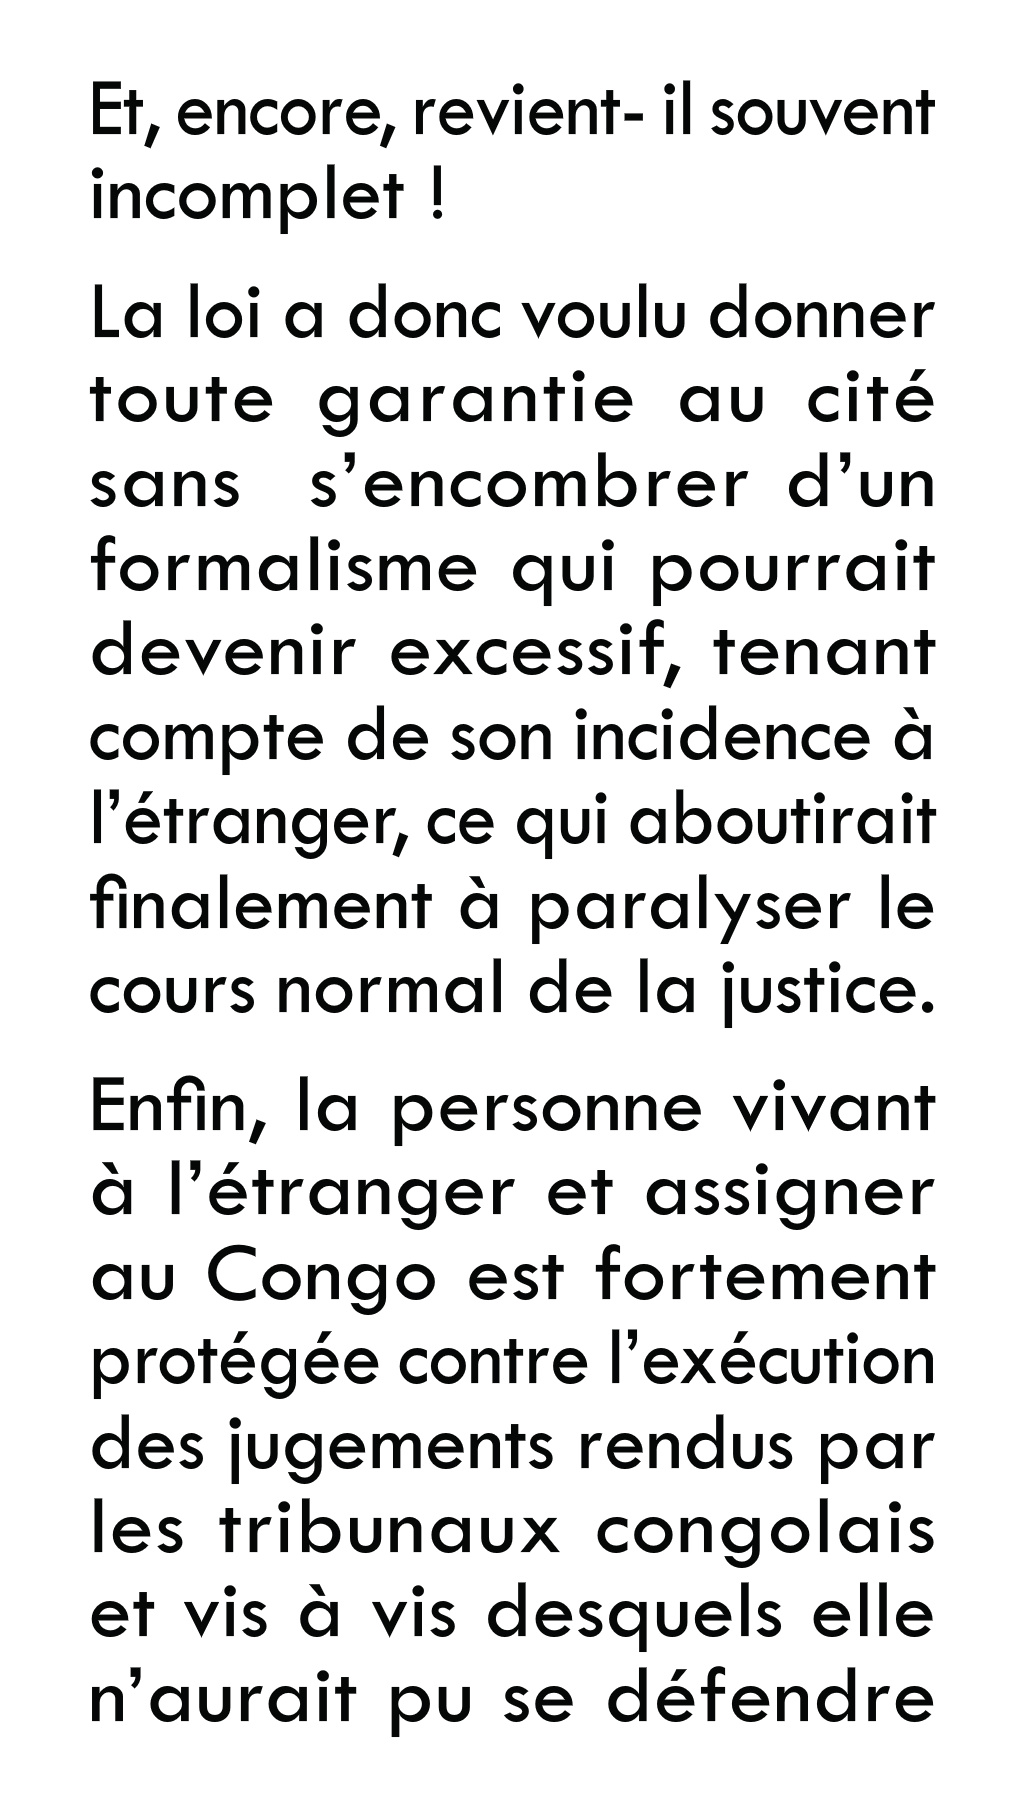 Et, encore, revient- il souvent
incomplet !
La loi a donc voulu donner
toute garantie au cité
sans s’encombrer d’un
formalisme qui pourrait
devenir excessif, tenant
compte de son incidence à
l’étranger, ce qui aboutirait
finalement à paralyser le
cours normal de la justice.
Enfin, la personne vivant
à l’étranger et assigner
au Congo est fortement
protégée contre l’exécution
des jugements rendus par
les tribunaux congolais
et vis à vis desquels elle
n’aurait pu se défendre